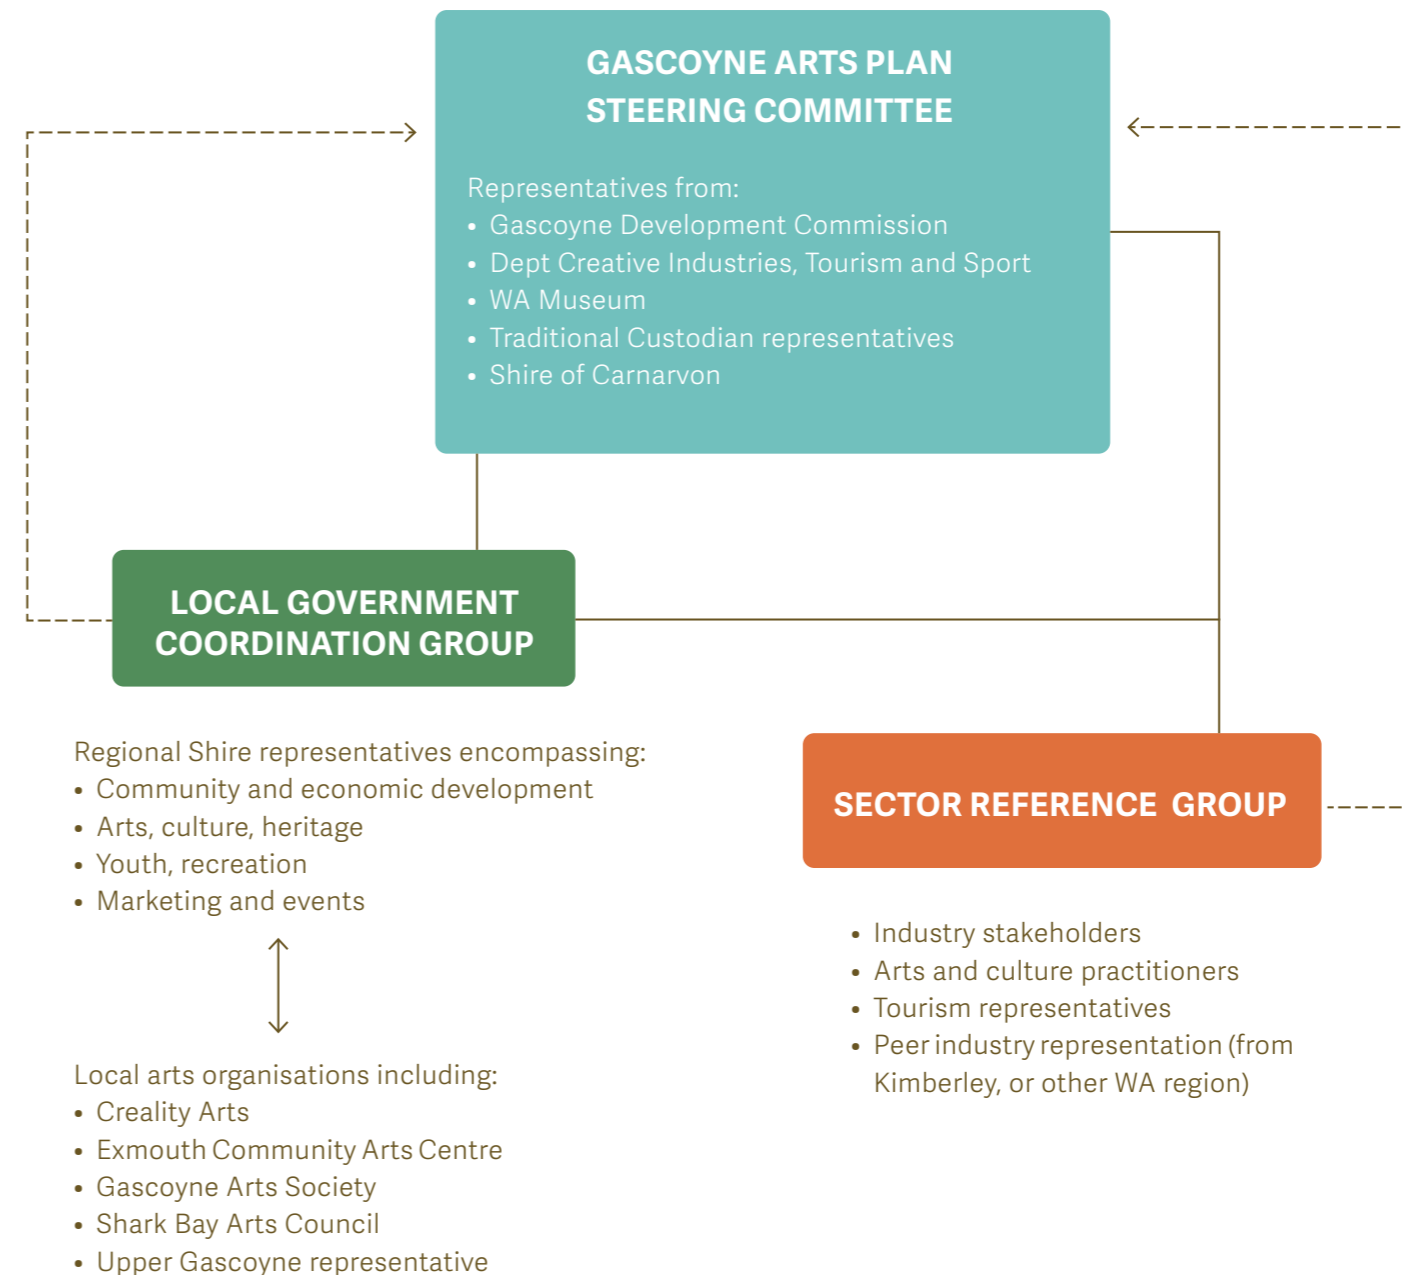 GASCOYNE ARTS PLAN
STEERING COMMITTEE
Representatives from:
• Gascoyne Development Commission
• Dept Creative Industries, Tourism and Sport
• WA Museum
• Traditional Custodian representatives
• Shire of Carnarvon
LOCAL GOVERNMENT
COORDINATION GROUP
Regional Shire representatives encompassing:
• Community and economic development
• Arts, culture, heritage
• Youth, recreation
• Marketing and events
Local arts organisations including:
• Creality Arts
• Exmouth Community Arts Centre
• Gascoyne Arts Society
• Shark Bay Arts Council
• Upper Gascoyne representative
SECTOR REFERENCE GROUP
• Industry stakeholders
• Arts and culture practitioners
• Tourism representatives
• Peer industry representation (from
Kimberley, or other WA region)